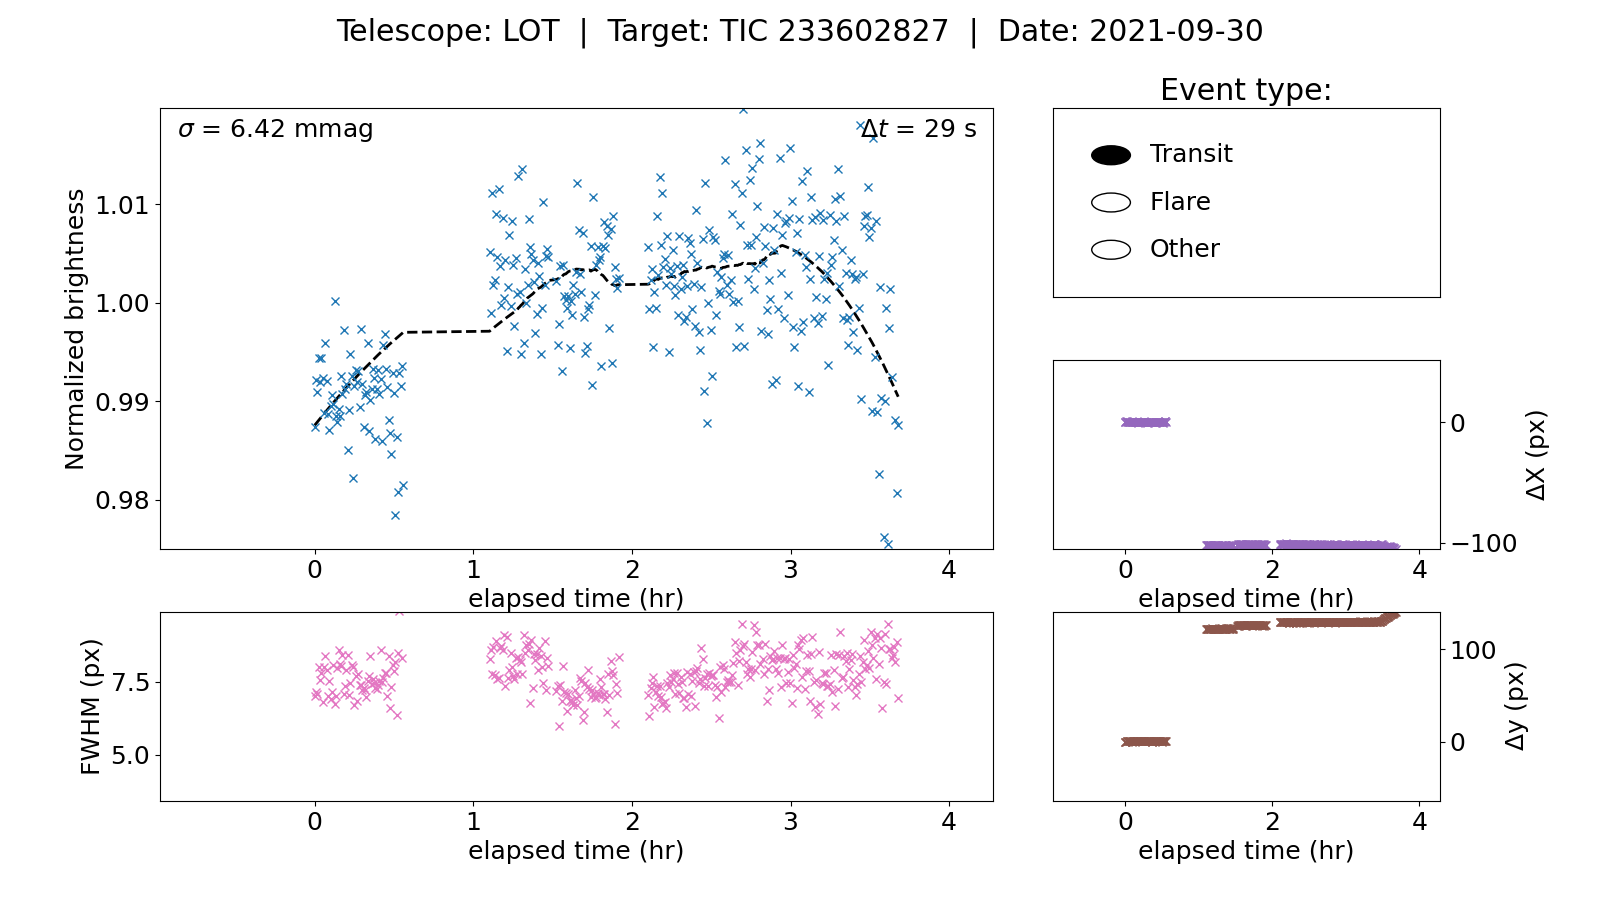 Telescope: LOT | Target: TIC 233602827 | Date: 2021-09-30
Event type:
σ = 6.42 mmag
Δt = 29 s
Transit
Flare
Other
Normalized brightness
1.01
1.00
0.99
0.98
0 1 2 3 4
elapsed time (hr)
0
−100
ΔX (px)
0 2 4
elapsed time (hr)
FWHM (px)
7.5
5.0
0 1 2 3 4
elapsed time (hr)
100
0
Δy (px)
0 2 4
elapsed time (hr)